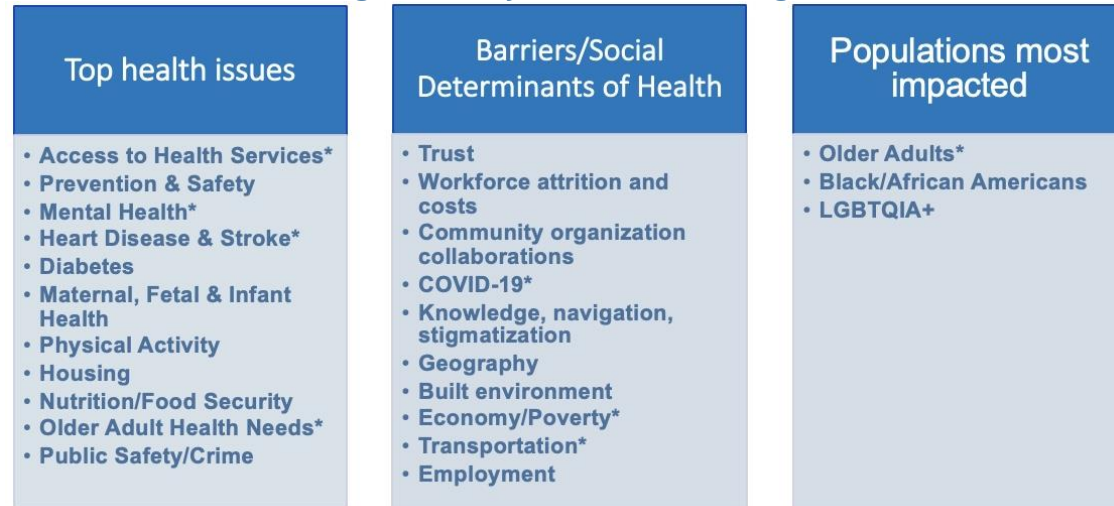 Top health issues
• Access to Health Services*
• Prevention & Safety
• Mental Health*
• Heart Disease & Stroke*
• Diabetes
• Maternal, Fetal & Infant
Health
• Physical Activity
• Housing
• Nutrition/Food Security
• Older Adult Health Needs*
• Public Safety/Crime
Barriers/Social
Determinants of Health
• Trust
• Workforce attrition and
costs
• Community organization
collaborations
• COVID-19*
• Knowledge, navigation,
stigmatization
• Geography
• Built environment
• Economy/Poverty*
• Transportation*
• Employment
Populations most
impacted
• Older Adults*
• Black/African Americans
• LGBTQIA+